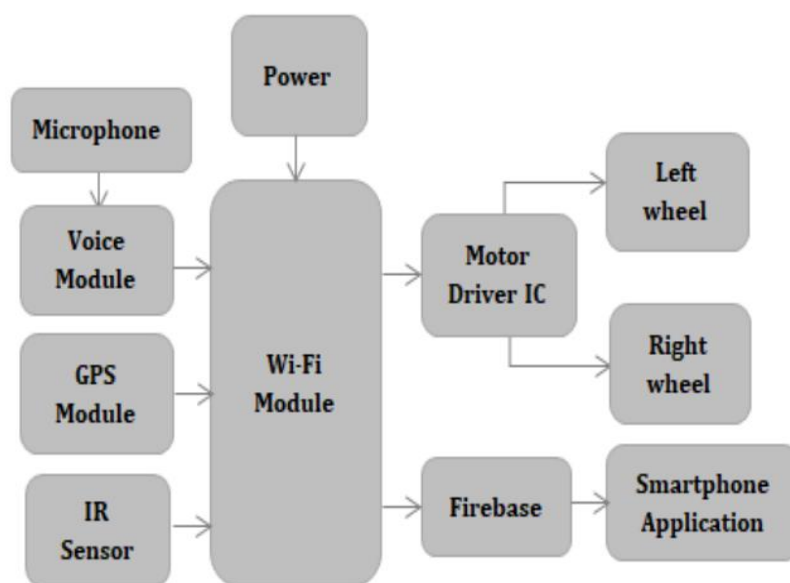 Power
Microphone
Voice
Module
GPS
Module
IR
Sensor
Wi-Fi
Module
Motor
Driver IC
Left
wheel
Right
wheel
Firebase
Smartphone
Application